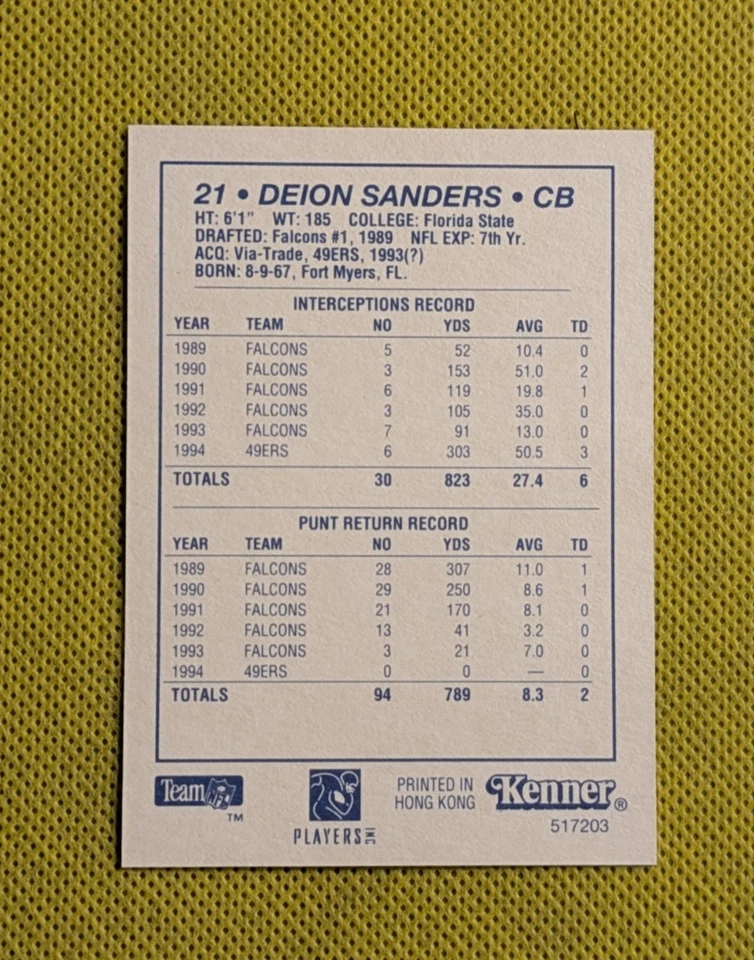 21 • DEION SANDERS • CB
HT: 6'1" WT: 185 COLLEGE: Florida State
DRAFTED: Falcons #1, 1989 NFL EXP: 7th Yr.
ACQ: Via-Trade, 49ERS, 1993(?)
BORN: 8-9-67, Fort Myers, FL.
INTERCEPTIONS RECORD
YEAR TEAM NO YDS AVG TD
1989 FALCONS 5 52 10.4 0
1990 FALCONS 3 153 51.0 2
1991 FALCONS 6 119 19.8 1
1992 FALCONS 3 105 35.0 0
1993 FALCONS 7 91 13.0 0
1994 49ERS 6 303 50.5 3
TOTALS 30 823 27.4 6
PUNT RETURN RECORD
YEAR TEAM NO YDS AVG TD
1989 FALCONS 28 307 11.0 1
1990 FALCONS 29 250 8.6 1
1991 FALCONS 21 170 8.1 0
1992 FALCONS 13 41 3.2 0
1993 FALCONS 3 21 7.0 0
1994 49ERS 0 0 — 0
TOTALS 94 789 8.3 2
Team NFL ™
PLAYERS INC
PRINTED IN
HONG KONG
Kenner ®
517203